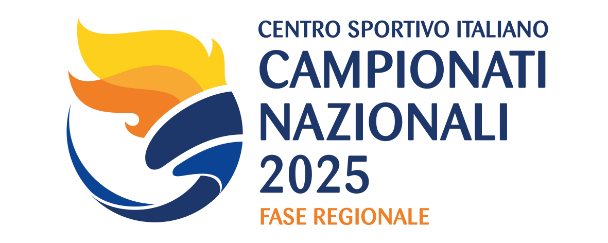 CENTRO SPORTIVO ITALIANO
CAMPIONATI
NAZIONALI
2025
FASE REGIONALE